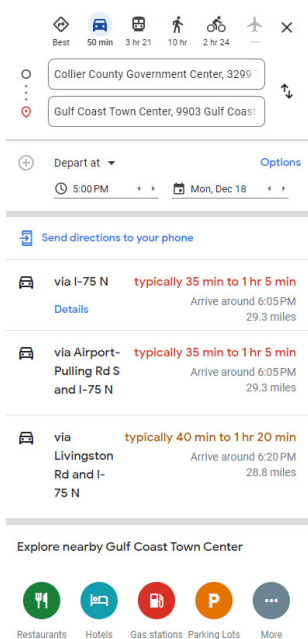 Best
50 min
3 hr 21
10 hr
2 hr 24
—
Collier County Government Center, 3299
Gulf Coast Town Center, 9903 Gulf Coast
Depart at
Options
5:00 PM
Mon, Dec 18
Send directions to your phone
via I-75 N
typically 35 min to 1 hr 5 min
Details
Arrive around 6:05 PM
29.3 miles
via Airport-
typically 35 min to 1 hr 5 min
Pulling Rd S
Arrive around 6:05 PM
and I-75 N
29.3 miles
via
typically 40 min to 1 hr 20 min
Livingston
Arrive around 6:20 PM
Rd and I-
28.8 miles
75 N
Explore nearby Gulf Coast Town Center
P
Restaurants
Hotels
Gas stations
Parking Lots
More